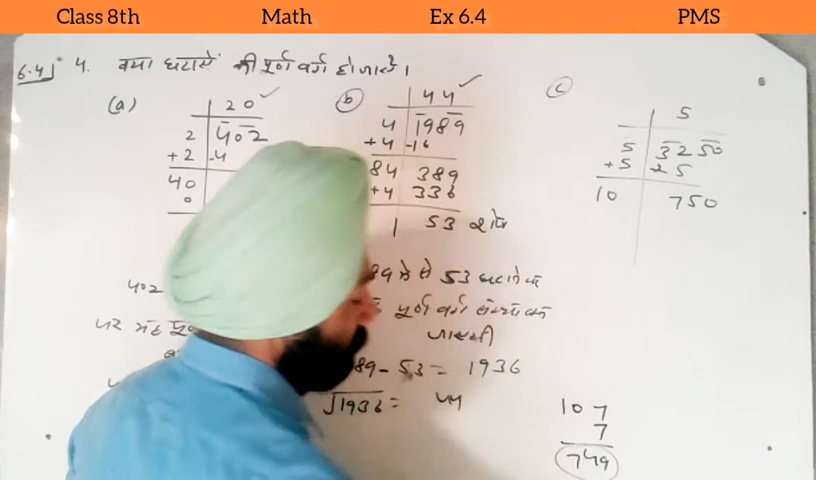 Class 8th Math Ex 6.4 PMS
6.4 4. क्या घटायें की पूर्ण वर्ग हो जाये।
(a)
20
2 402
+2 -4
40
0
402
(b)
44
4 1989
+4 -16
84 389
+4 336
1 53 शेष
89 में से 53 घटाने पर
पूर्ण वर्ग संख्या
89 - 53 = 1936
√1936 = 44
(c)
5
5 3250
+5 25
10 750
107
7
749